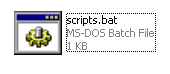 scripts.bat
MS-DOS Batch File
1 KB